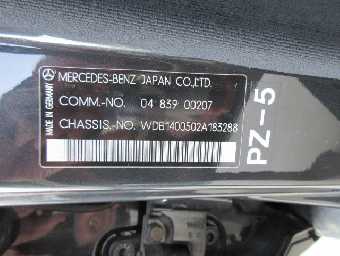 MERCEDES-BENZ JAPAN CO.,LTD.
MADE IN GERMANY
COMM.-NO. 04 839 00207
CHASSIS.-NO. WDB1400502A183288
PZ-5